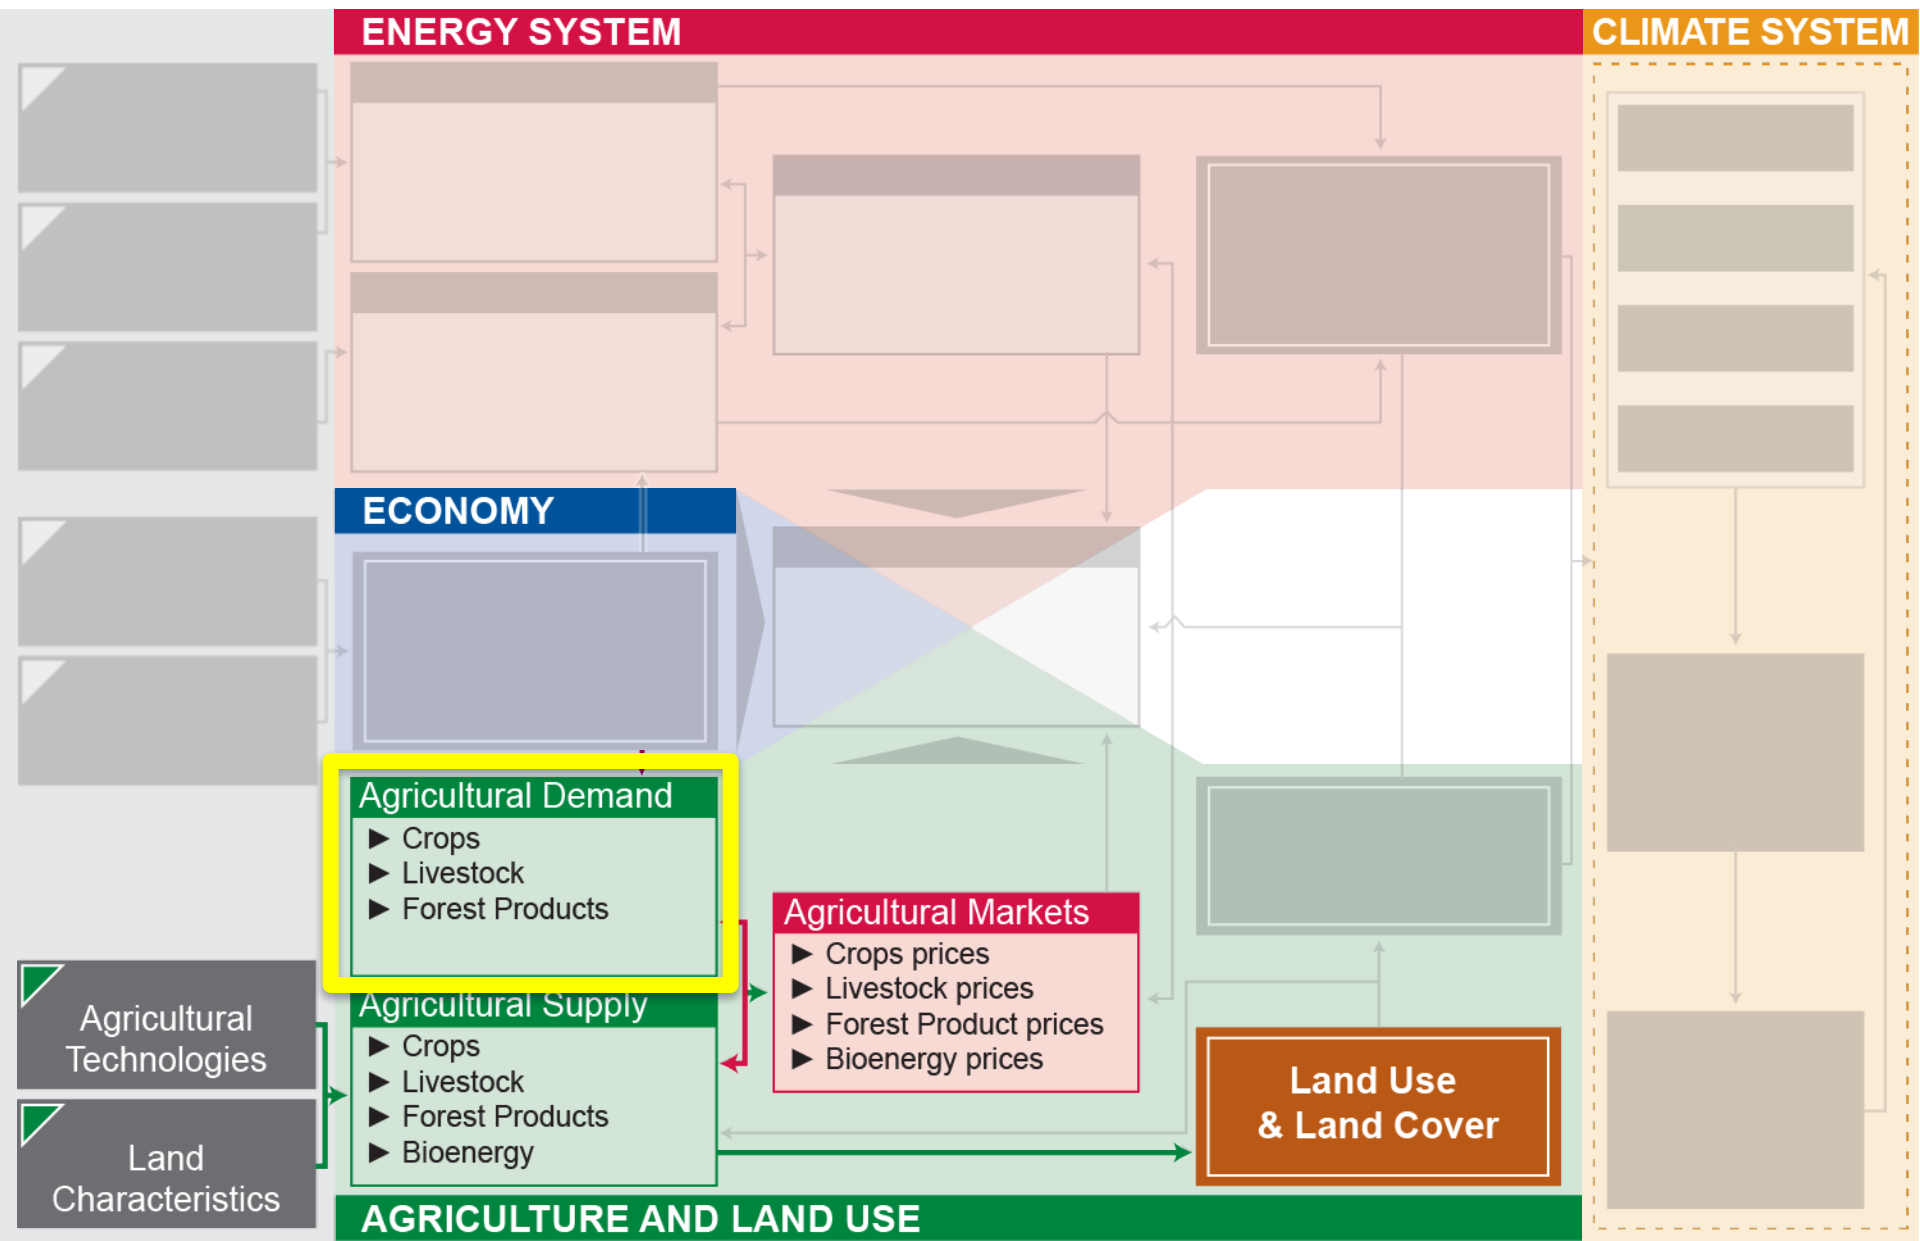 ENERGY SYSTEM
CLIMATE SYSTEM
ECONOMY
Agricultural Demand
► Crops
► Livestock
► Forest Products
Agricultural Supply
► Crops
► Livestock
► Forest Products
► Bioenergy
Agricultural Markets
► Crops prices
► Livestock prices
► Forest Product prices
► Bioenergy prices
Agricultural
Technologies
Land
Characteristics
Land Use
& Land Cover
AGRICULTURE AND LAND USE